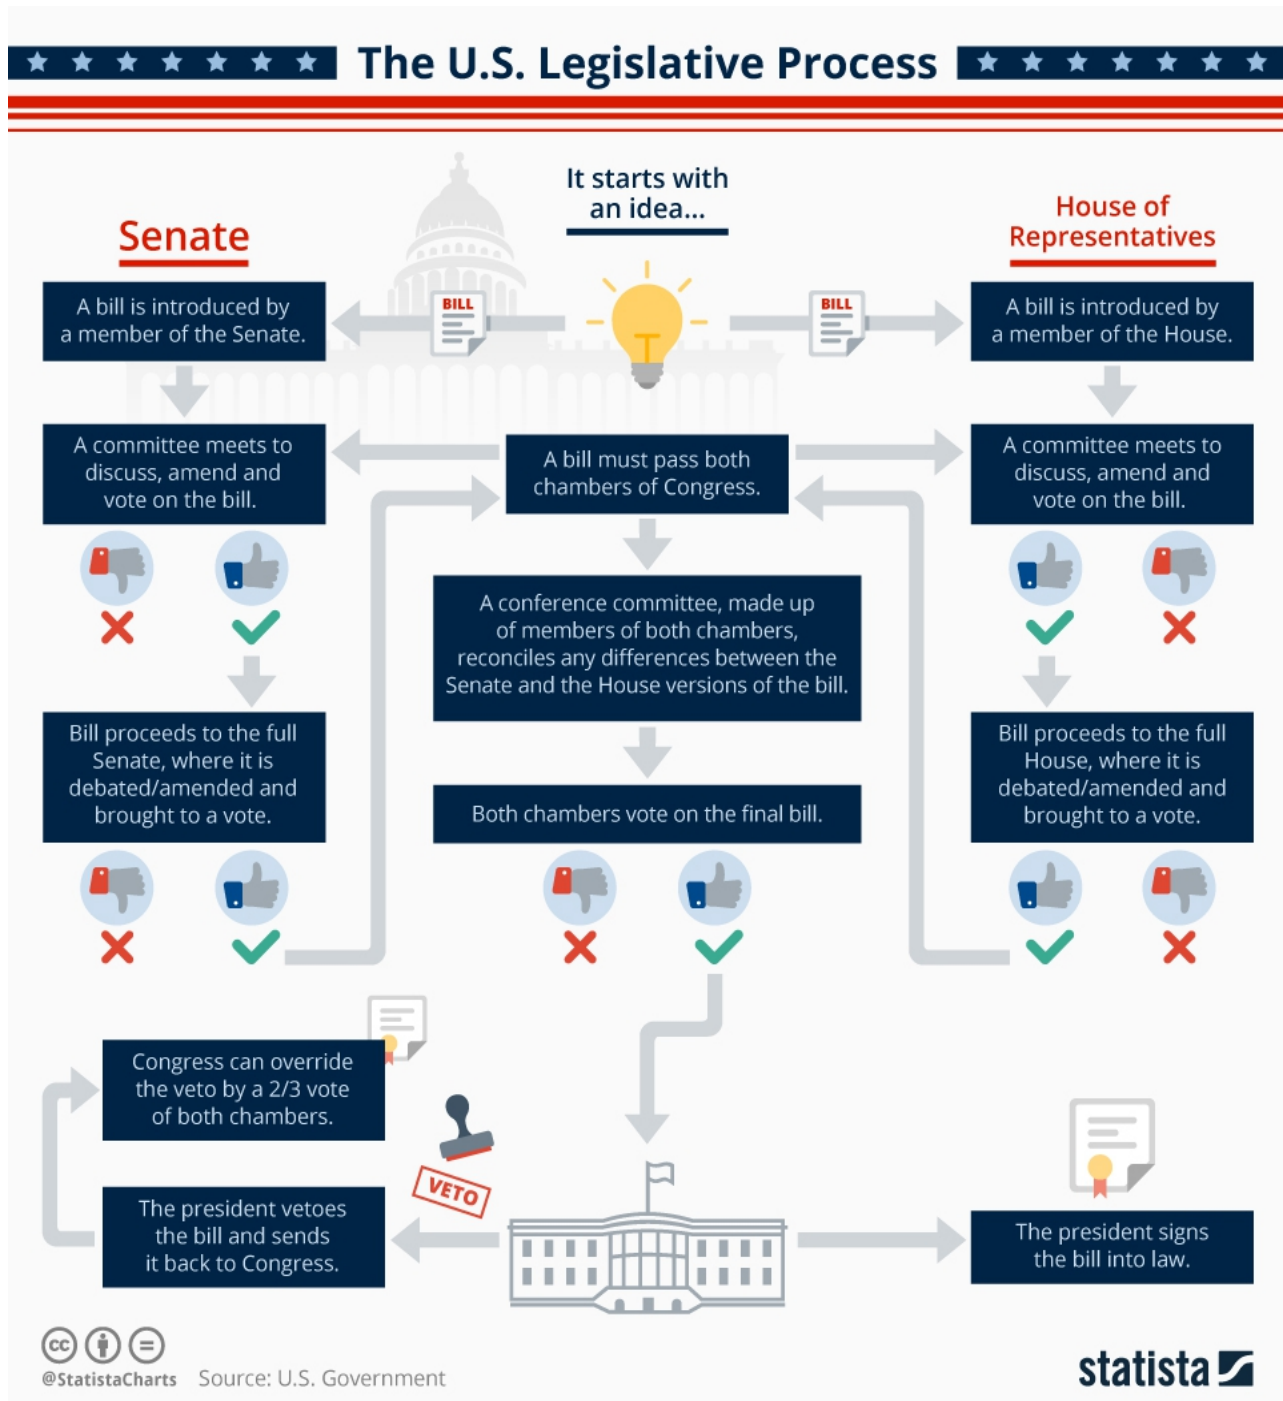 The U.S. Legislative Process
It starts with
an idea...
Senate
House of
Representatives
A bill is introduced by
a member of the Senate.
BILL
BILL
A bill is introduced by
a member of the House.
A committee meets to
discuss, amend and
vote on the bill.
A bill must pass both
chambers of Congress.
A committee meets to
discuss, amend and
vote on the bill.
A conference committee, made up
of members of both chambers,
reconciles any differences between the
Senate and the House versions of the bill.
Bill proceeds to the full
Senate, where it is
debated/amended and
brought to a vote.
Both chambers vote on the final bill.
Bill proceeds to the full
House, where it is
debated/amended and
brought to a vote.
Congress can override
the veto by a 2/3 vote
of both chambers.
VETO
The president vetoes
the bill and sends
it back to Congress.
The president signs
the bill into law.
cc
@StatistaCharts Source: U.S. Government
statista